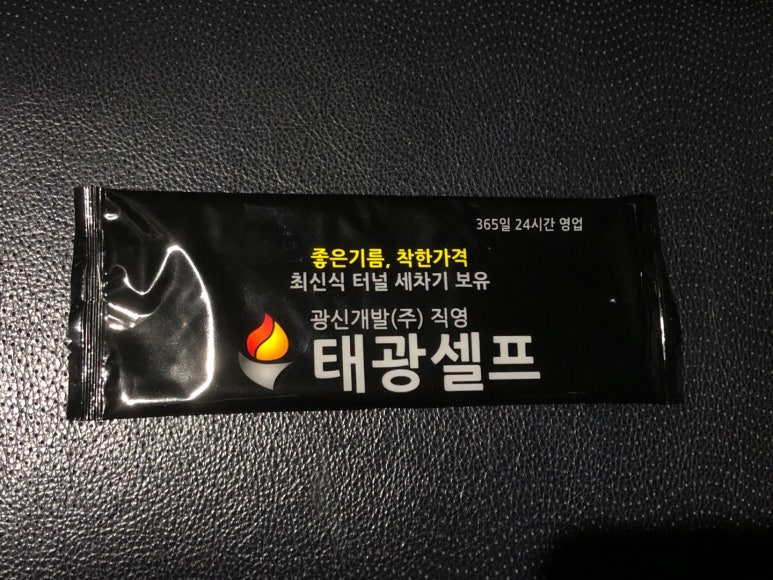 365일 24시간 영업
좋은기름, 착한가격
최신식 터널 세차기 보유
광신개발(주) 직영
태광셀프